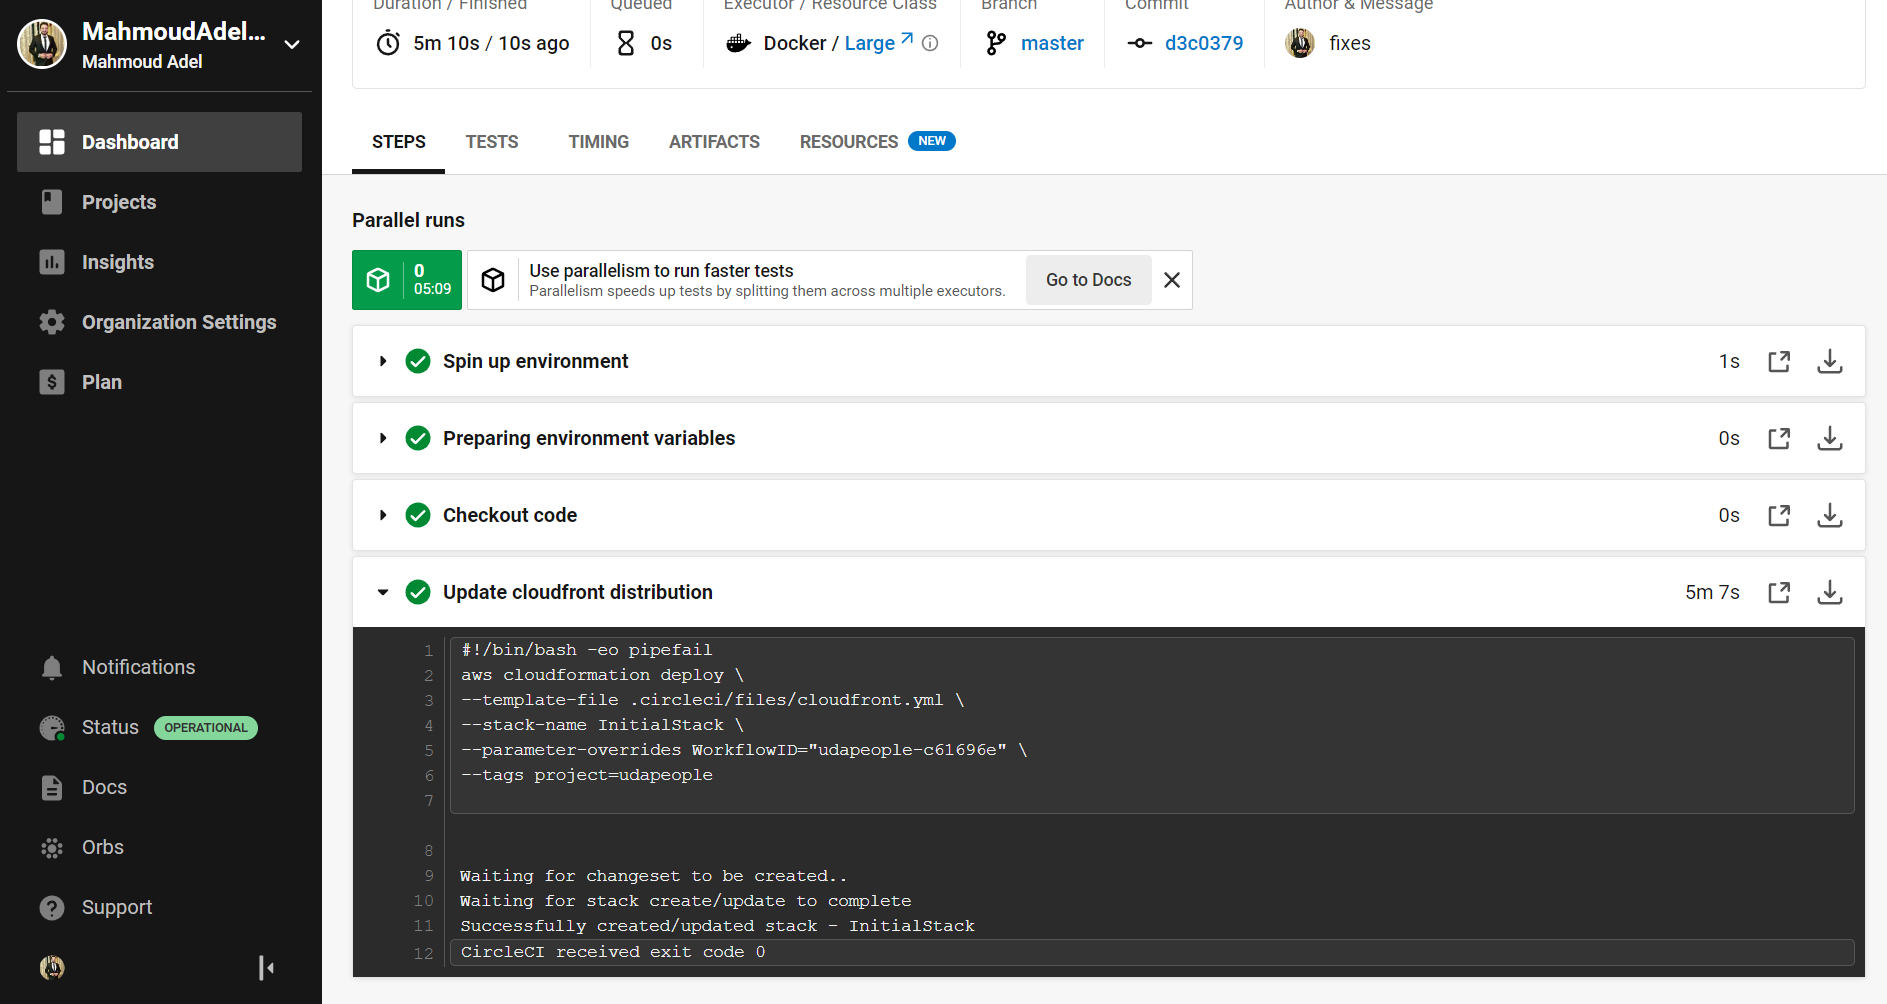 MahmoudAdel...
Mahmoud Adel
Dashboard
Projects
Insights
Organization Settings
Plan
Notifications
Status OPERATIONAL
Docs
Orbs
Support
Duration / Finished
5m 10s / 10s ago
Queued
0s
Executor / Resource Class
Docker / Large
Branch
master
Commit
d3c0379
Author & Message
fixes
STEPS TESTS TIMING ARTIFACTS RESOURCES NEW
Parallel runs
0
05:09
Use parallelism to run faster tests
Parallelism speeds up tests by splitting them across multiple executors.
Go to Docs
Spin up environment 1s
Preparing environment variables 0s
Checkout code 0s
Update cloudfront distribution 5m 7s
1 #!/bin/bash -eo pipefail
2 aws cloudformation deploy \
3 --template-file .circleci/files/cloudfront.yml \
4 --stack-name InitialStack \
5 --parameter-overrides WorkflowID="udapeople-c61696e" \
6 --tags project=udapeople
7
8
9 Waiting for changeset to be created..
10 Waiting for stack create/update to complete
11 Successfully created/updated stack - InitialStack
12 CircleCI received exit code 0